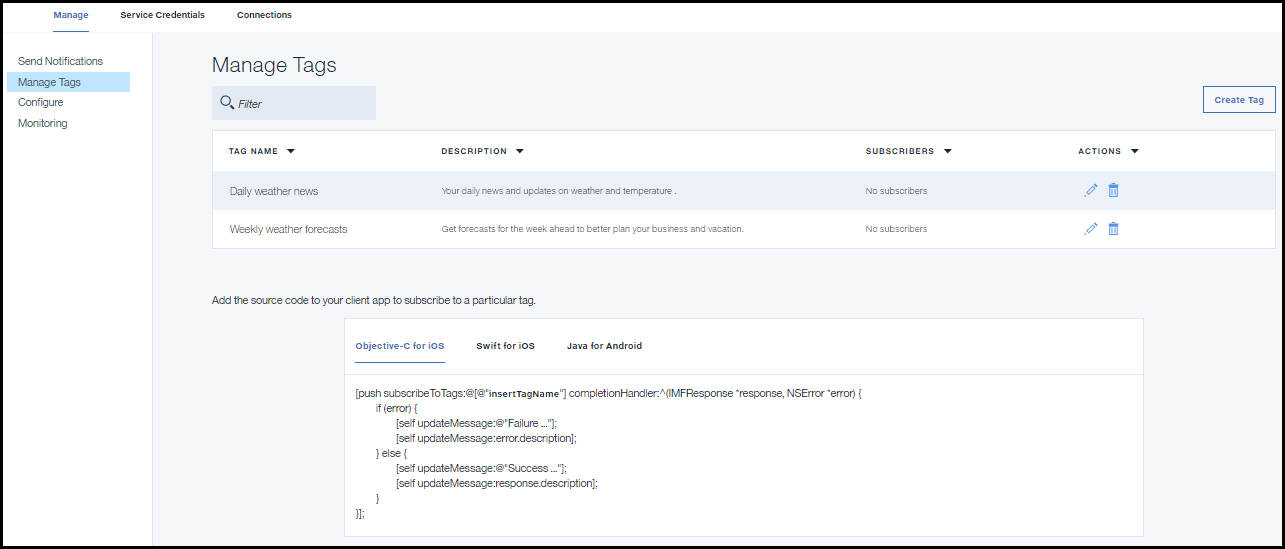 Manage Service Credentials Connections
Send Notifications
Manage Tags
Configure
Monitoring
Manage Tags
Filter
Create Tag
TAG NAME DESCRIPTION SUBSCRIBERS ACTIONS
Daily weather news Your daily news and updates on weather and temperature . No subscribers
Weekly weather forecasts Get forecasts for the week ahead to better plan your business and vacation. No subscribers
Add the source code to your client app to subscribe to a particular tag.
Objective-C for iOS Swift for iOS Java for Android
[push subscribeToTags:@[@"insertTagName"] completionHandler:^(IMFResponse *response, NSError *error) {
if (error) {
[self updateMessage:@"Failure ..."];
[self updateMessage:error.description];
} else {
[self updateMessage:@"Success ..."];
[self updateMessage:response.description];
}
}];